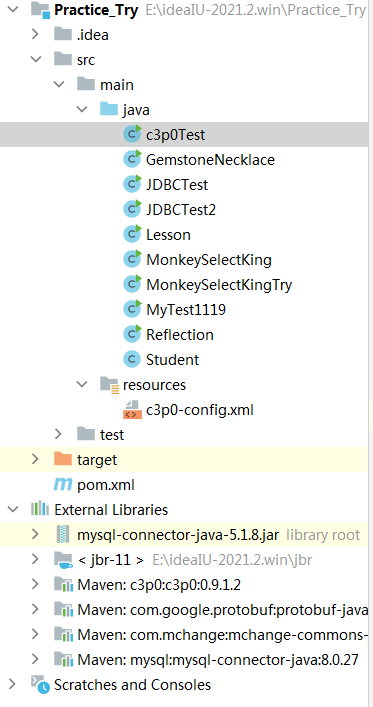 Practice_Try E:\ideaIU-2021.2.win\Practice_Try
.idea
src
main
java
c3p0Test
GemstoneNecklace
JDBCTest
JDBCTest2
Lesson
MonkeySelectKing
MonkeySelectKingTry
MyTest1119
Reflection
Student
resources
c3p0-config.xml
test
target
m pom.xml
External Libraries
mysql-connector-java-5.1.8.jar library root
< jbr-11 > E:\ideaIU-2021.2.win\jbr
Maven: c3p0:c3p0:0.9.1.2
Maven: com.google.protobuf:protobuf-java
Maven: com.mchange:mchange-commons-
Maven: mysql:mysql-connector-java:8.0.27
Scratches and Consoles